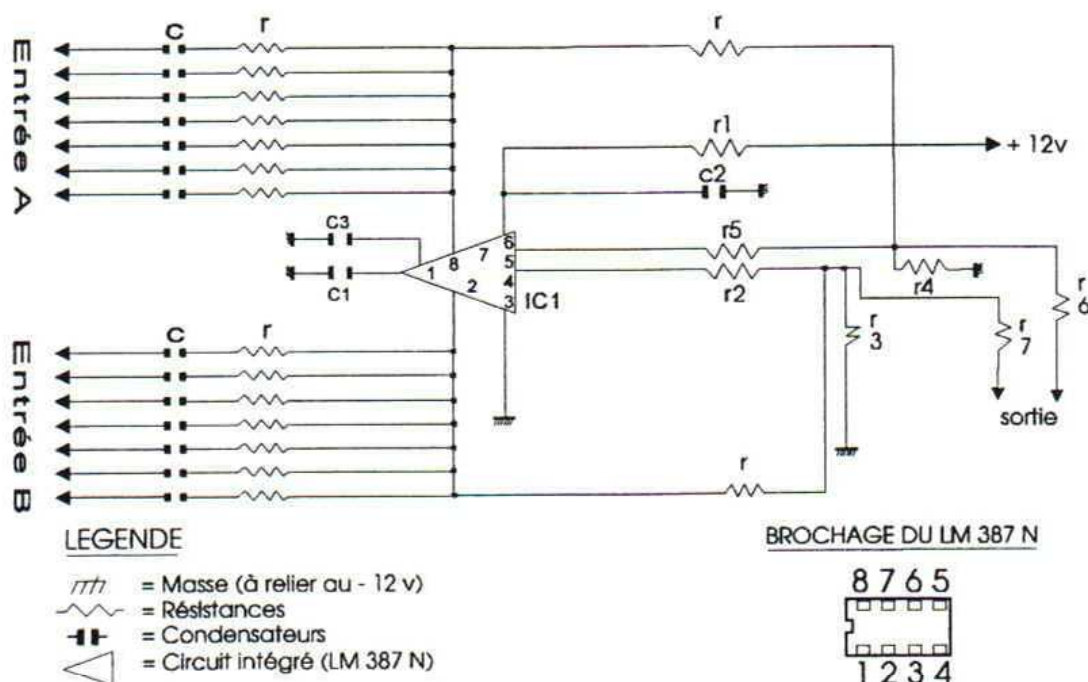 Entrée A
C
r
r
r1
+ 12v
c2
C3
r5
6
7
8
5
1
r2
r4
2
4
IC1
C1
3
r
6
r
3
r
7
sortie
Entrée B
C
r
r
LEGENDE
= Masse (à relier au - 12 v)
= Résistances
= Condensateurs
= Circuit intégré (LM 387 N)
BROCHAGE DU LM 387 N
8 7 6 5
1 2 3 4